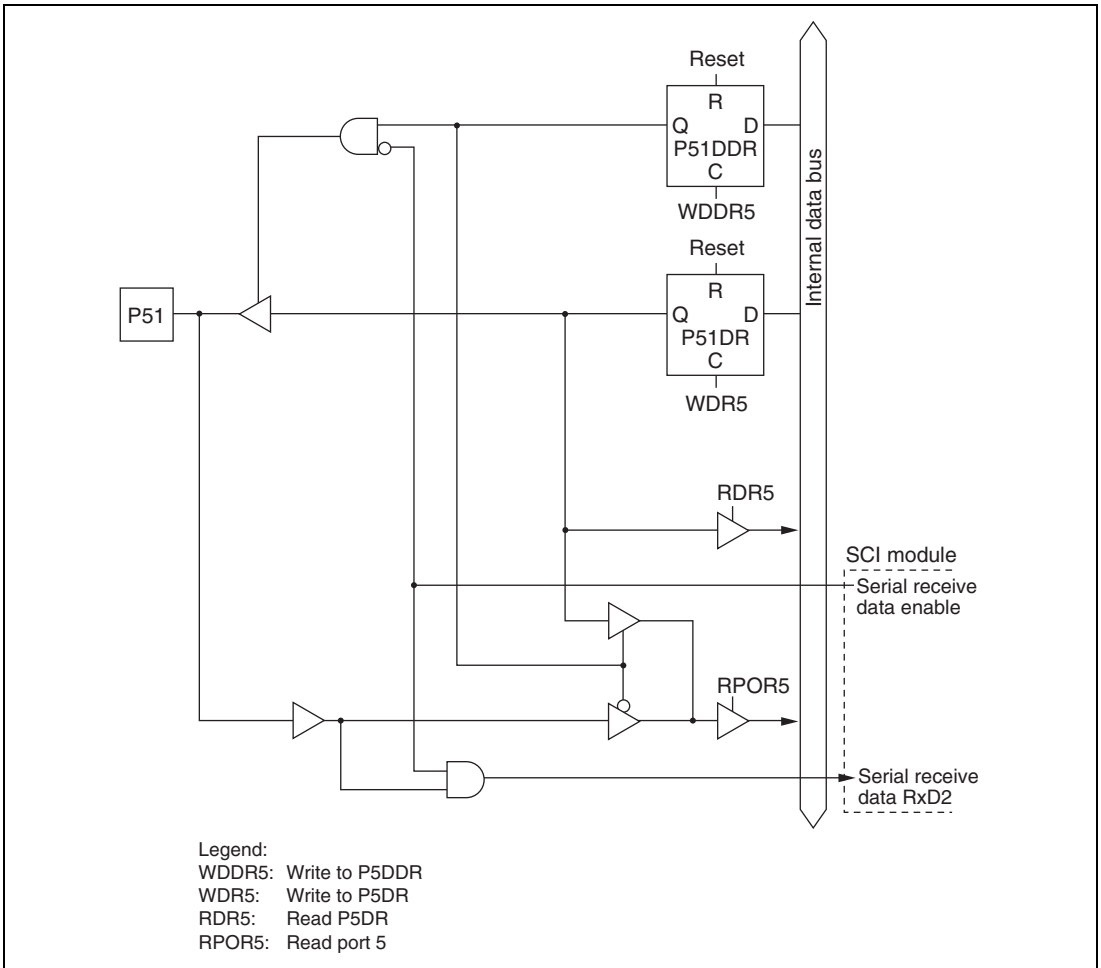 Reset
R
Q D
P51DDR
C
WDDR5
Internal data bus
Reset
R
P51
Q D
P51DR
C
WDR5
RDR5
SCI module
Serial receive
data enable
RPOR5
Serial receive
data RxD2
Legend:
WDDR5: Write to P5DDR
WDR5: Write to P5DR
RDR5: Read P5DR
RPOR5: Read port 5